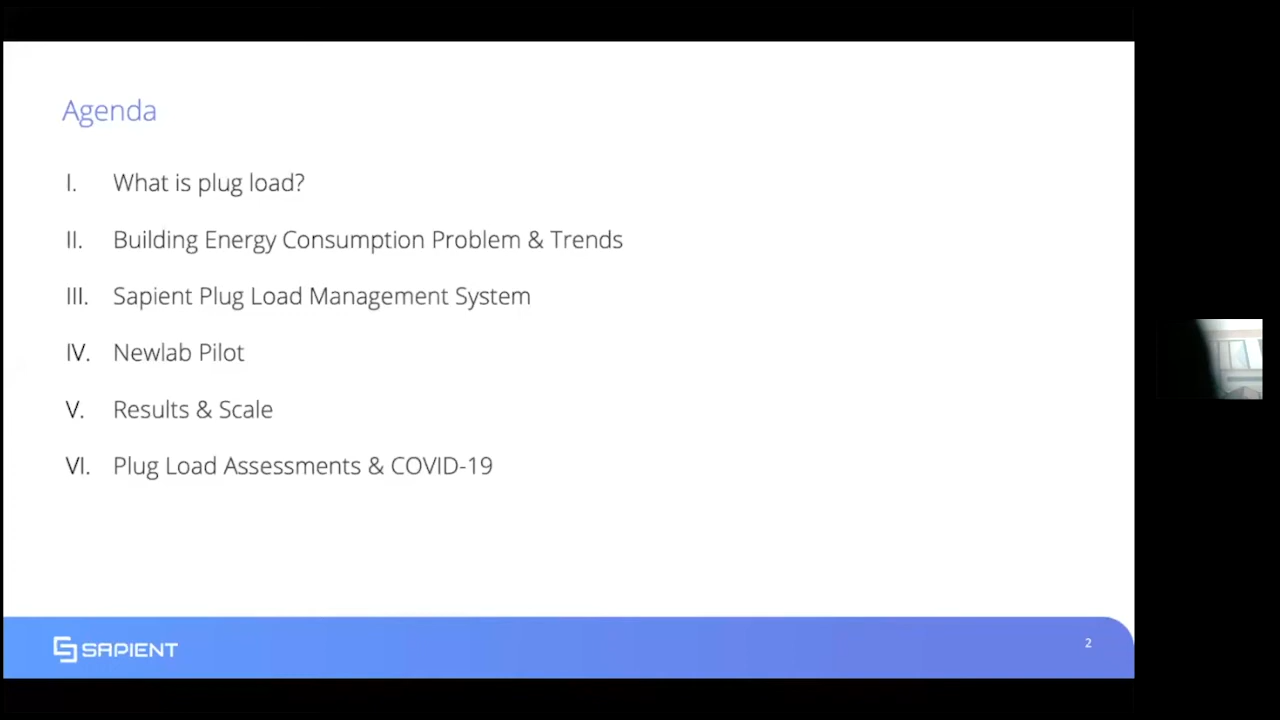 Agenda
I. What is plug load?
II. Building Energy Consumption Problem & Trends
III. Sapient Plug Load Management System
IV. Newlab Pilot
V. Results & Scale
VI. Plug Load Assessments & COVID-19
SAPIENT
2